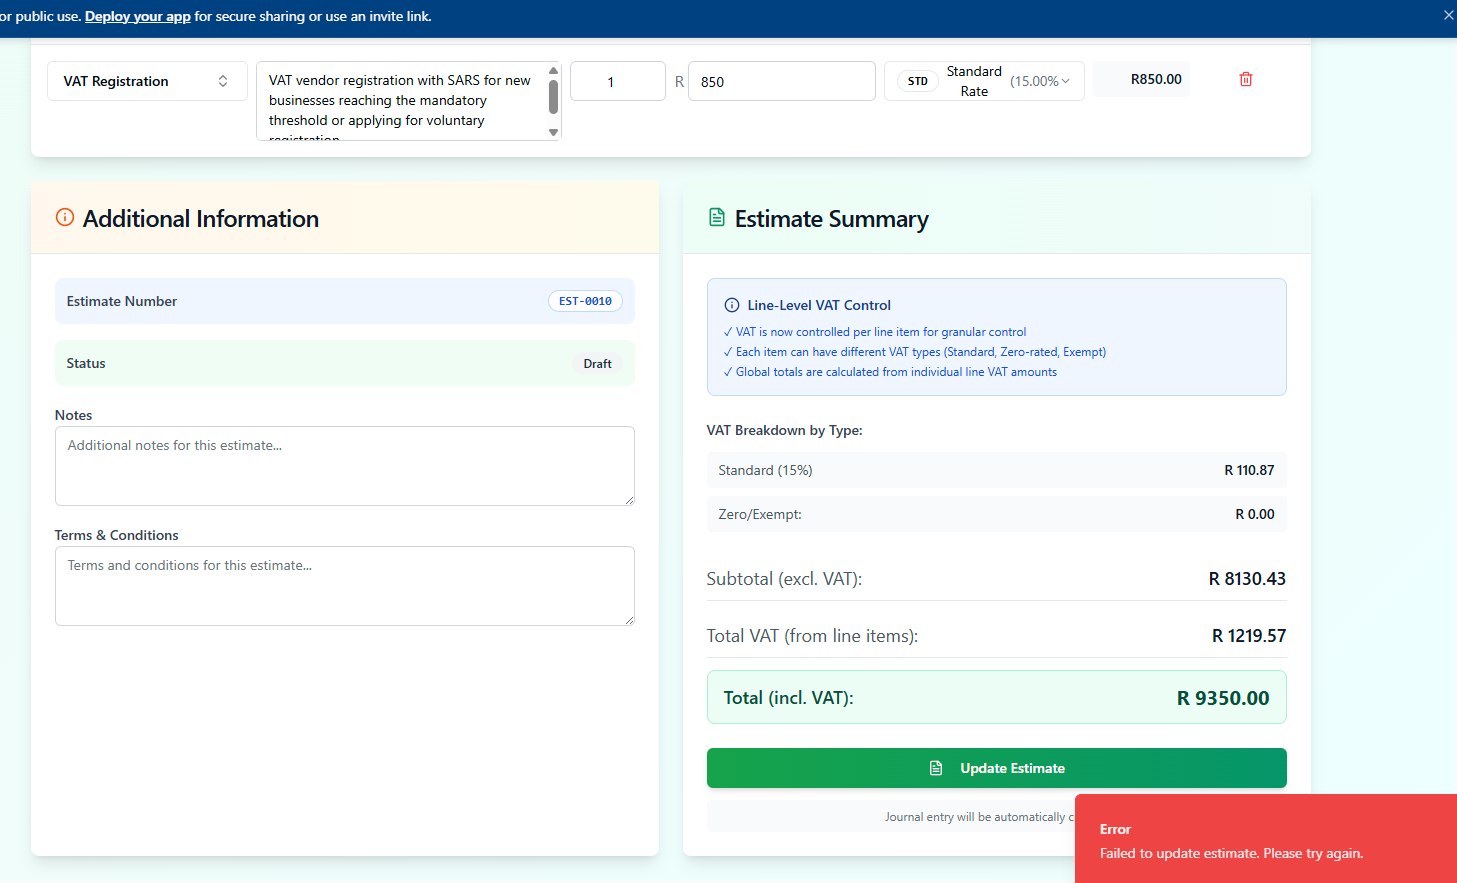 or public use. Deploy your app for secure sharing or use an invite link.
VAT Registration
VAT vendor registration with SARS for new
businesses reaching the mandatory
threshold or applying for voluntary
registration
1
R
850
STD
Standard
Rate
(15.00%
R850.00
Additional Information
Estimate Number
EST-0010
Status
Draft
Notes
Additional notes for this estimate...
Terms & Conditions
Terms and conditions for this estimate...
Estimate Summary
Line-Level VAT Control
✓ VAT is now controlled per line item for granular control
✓ Each item can have different VAT types (Standard, Zero-rated, Exempt)
✓ Global totals are calculated from individual line VAT amounts
VAT Breakdown by Type:
Standard (15%)
R 110.87
Zero/Exempt:
R 0.00
Subtotal (excl. VAT):
R 8130.43
Total VAT (from line items):
R 1219.57
Total (incl. VAT):
R 9350.00
Update Estimate
Journal entry will be automatically c
Error
Failed to update estimate. Please try again.